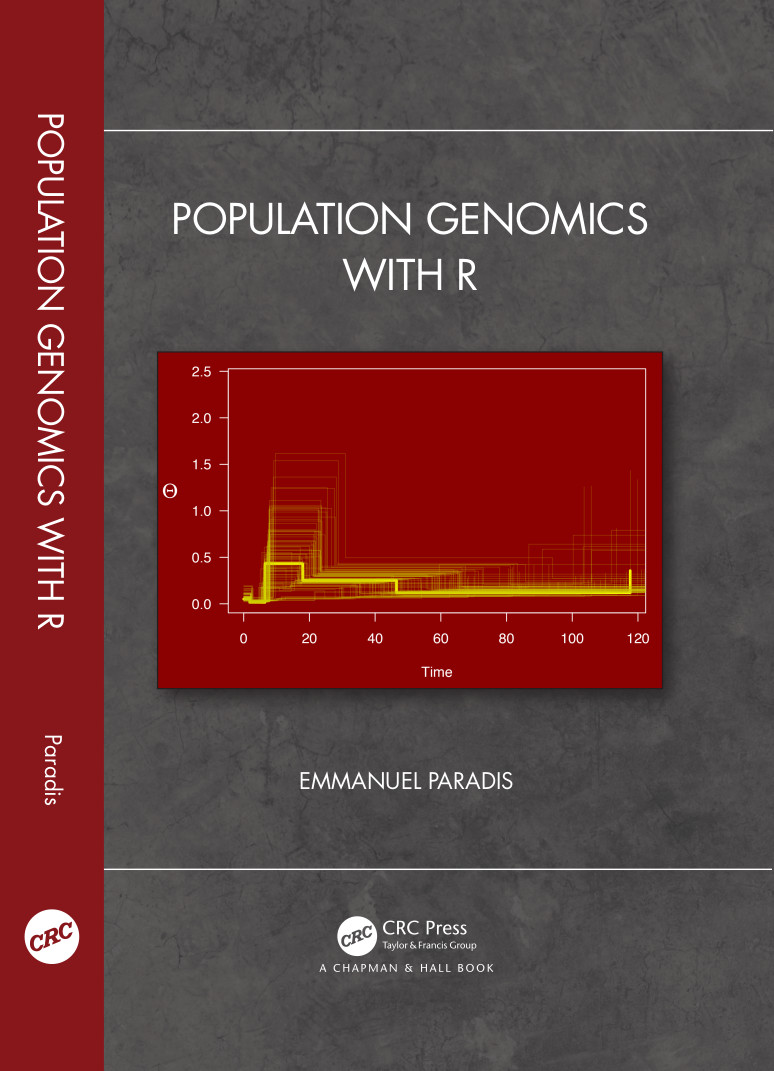 POPULATION GENOMICS WITH R
Paradis
CRC
POPULATION GENOMICS
WITH R
2.5
2.0
1.5
Θ
1.0
0.5
0.0
0 20 40 60 80 100 120
Time
EMMANUEL PARADIS
CRC CRC Press
Taylor & Francis Group
A CHAPMAN & HALL BOOK